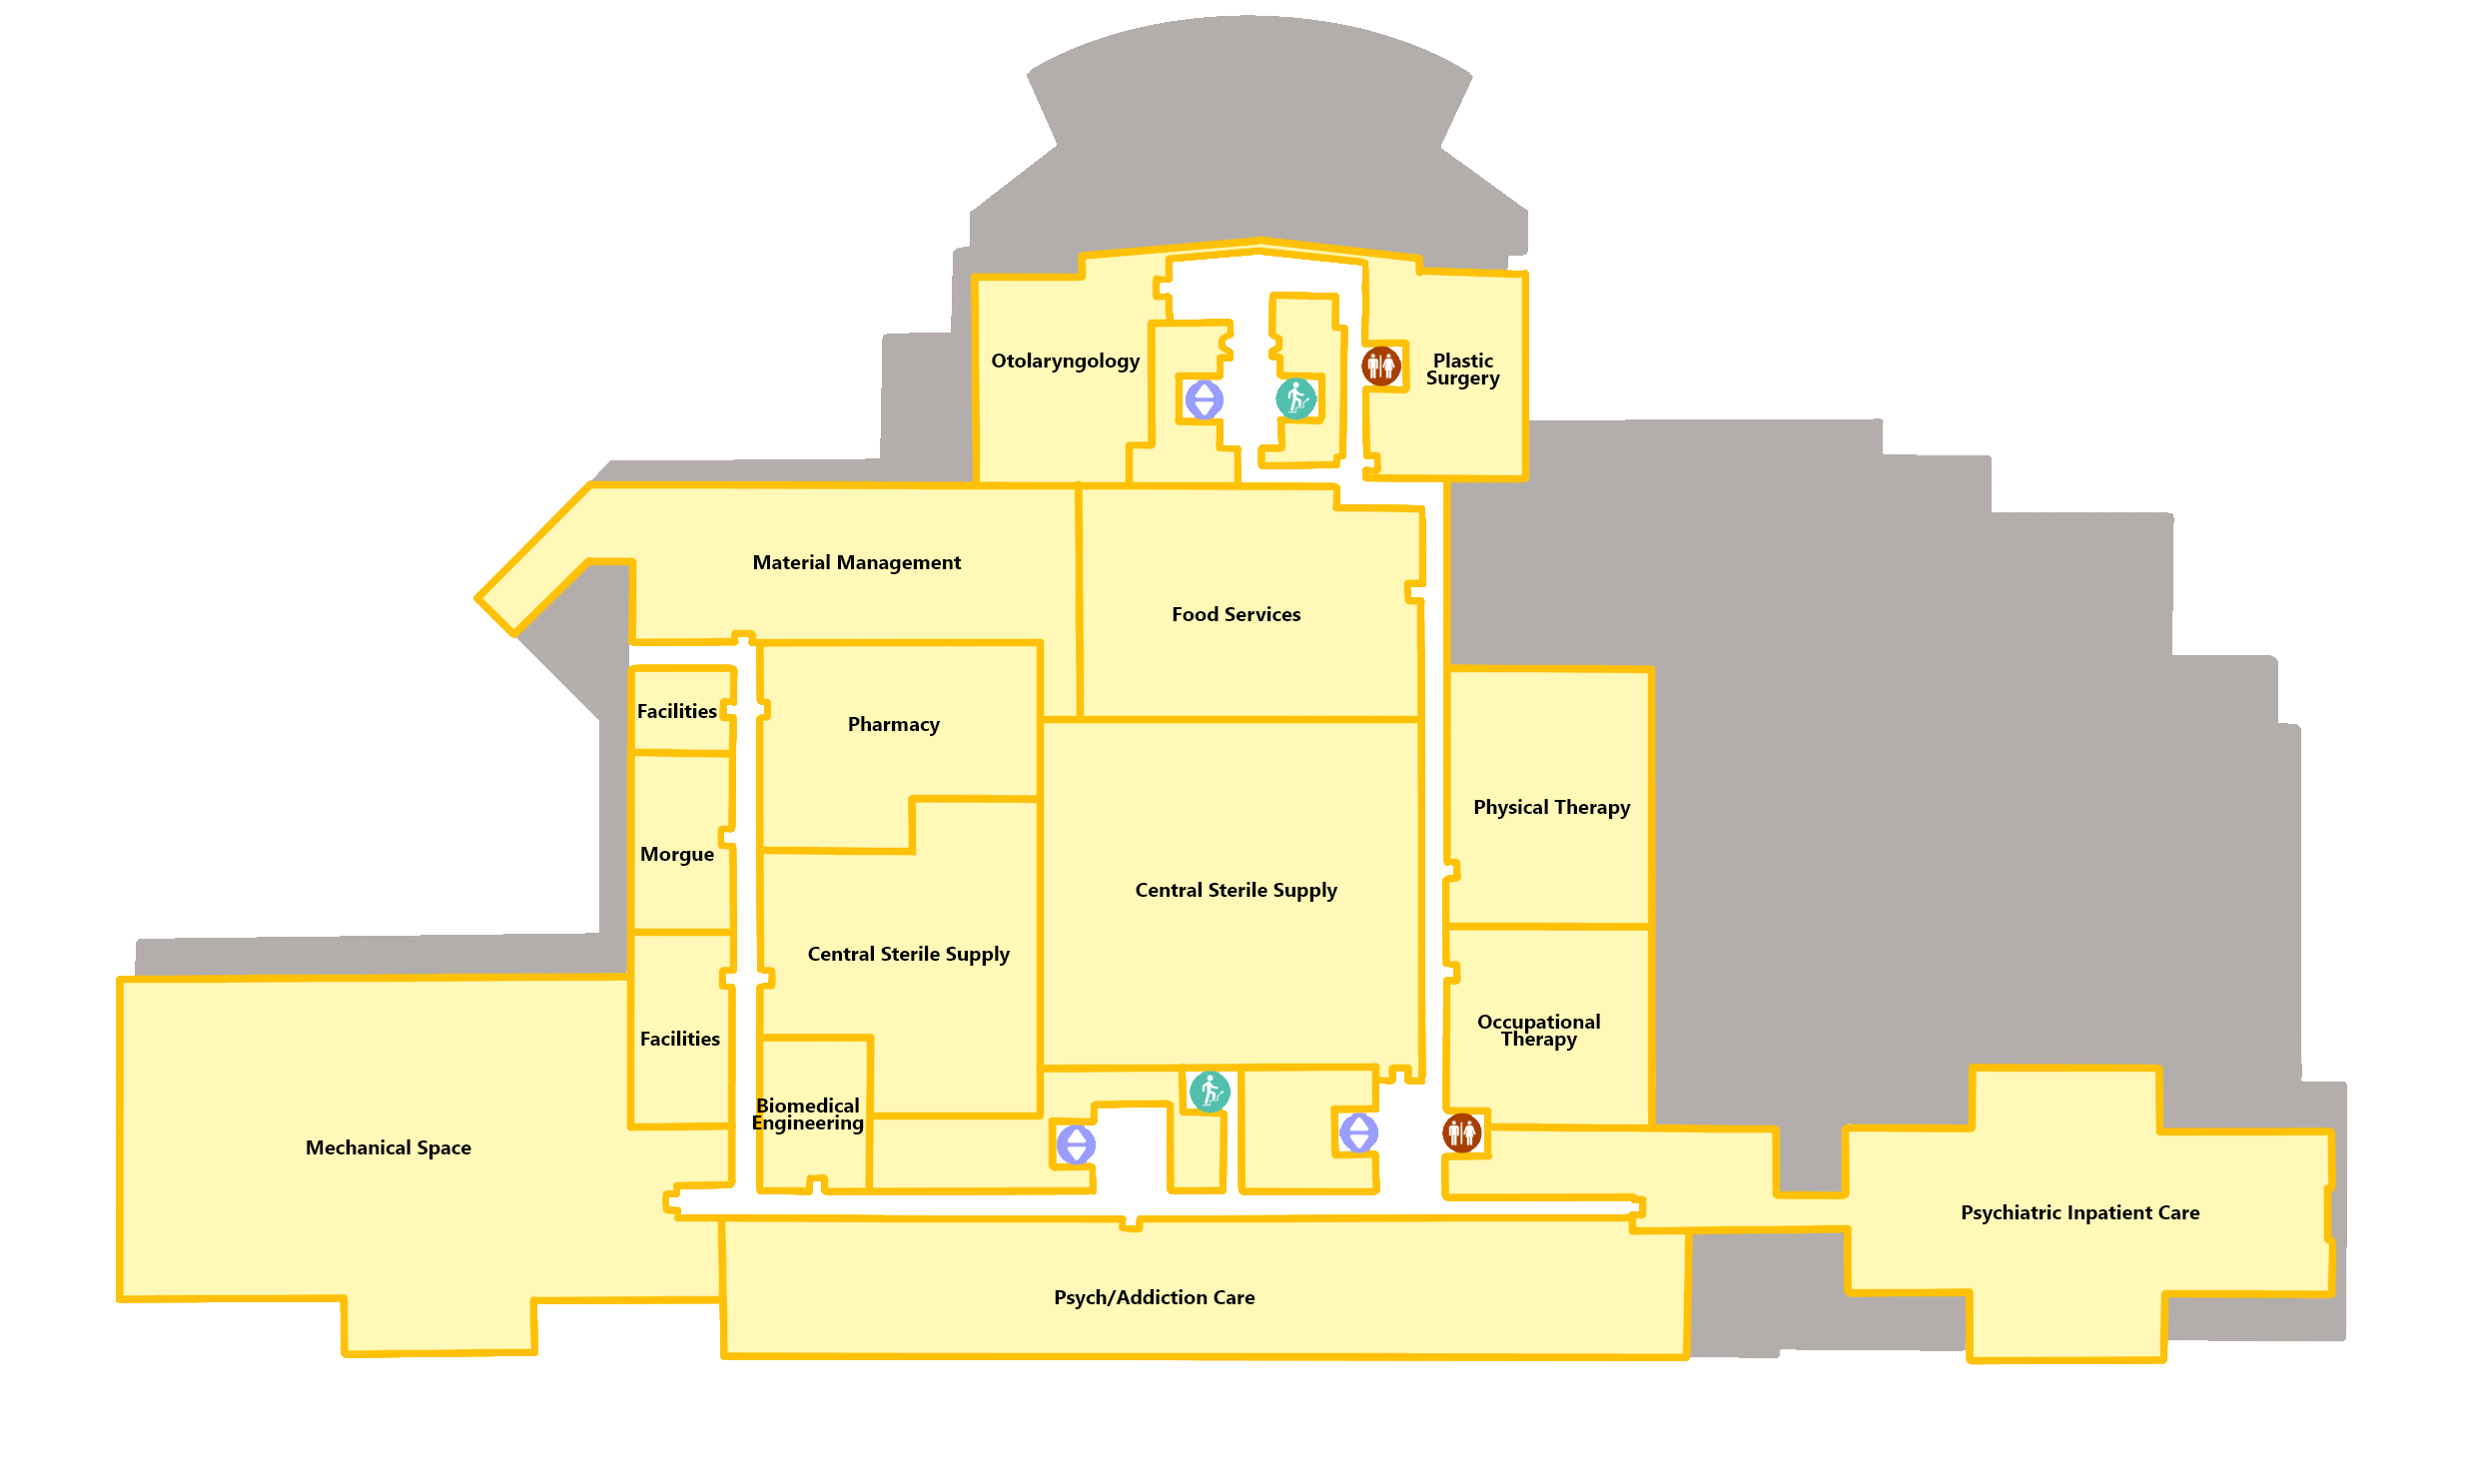 Otolaryngology
Plastic
Surgery
Material Management
Food Services
Facilities
Pharmacy
Physical Therapy
Morgue
Central Sterile Supply
Central Sterile Supply
Occupational
Therapy
Facilities
Biomedical
Engineering
Mechanical Space
Psychiatric Inpatient Care
Psych/Addiction Care